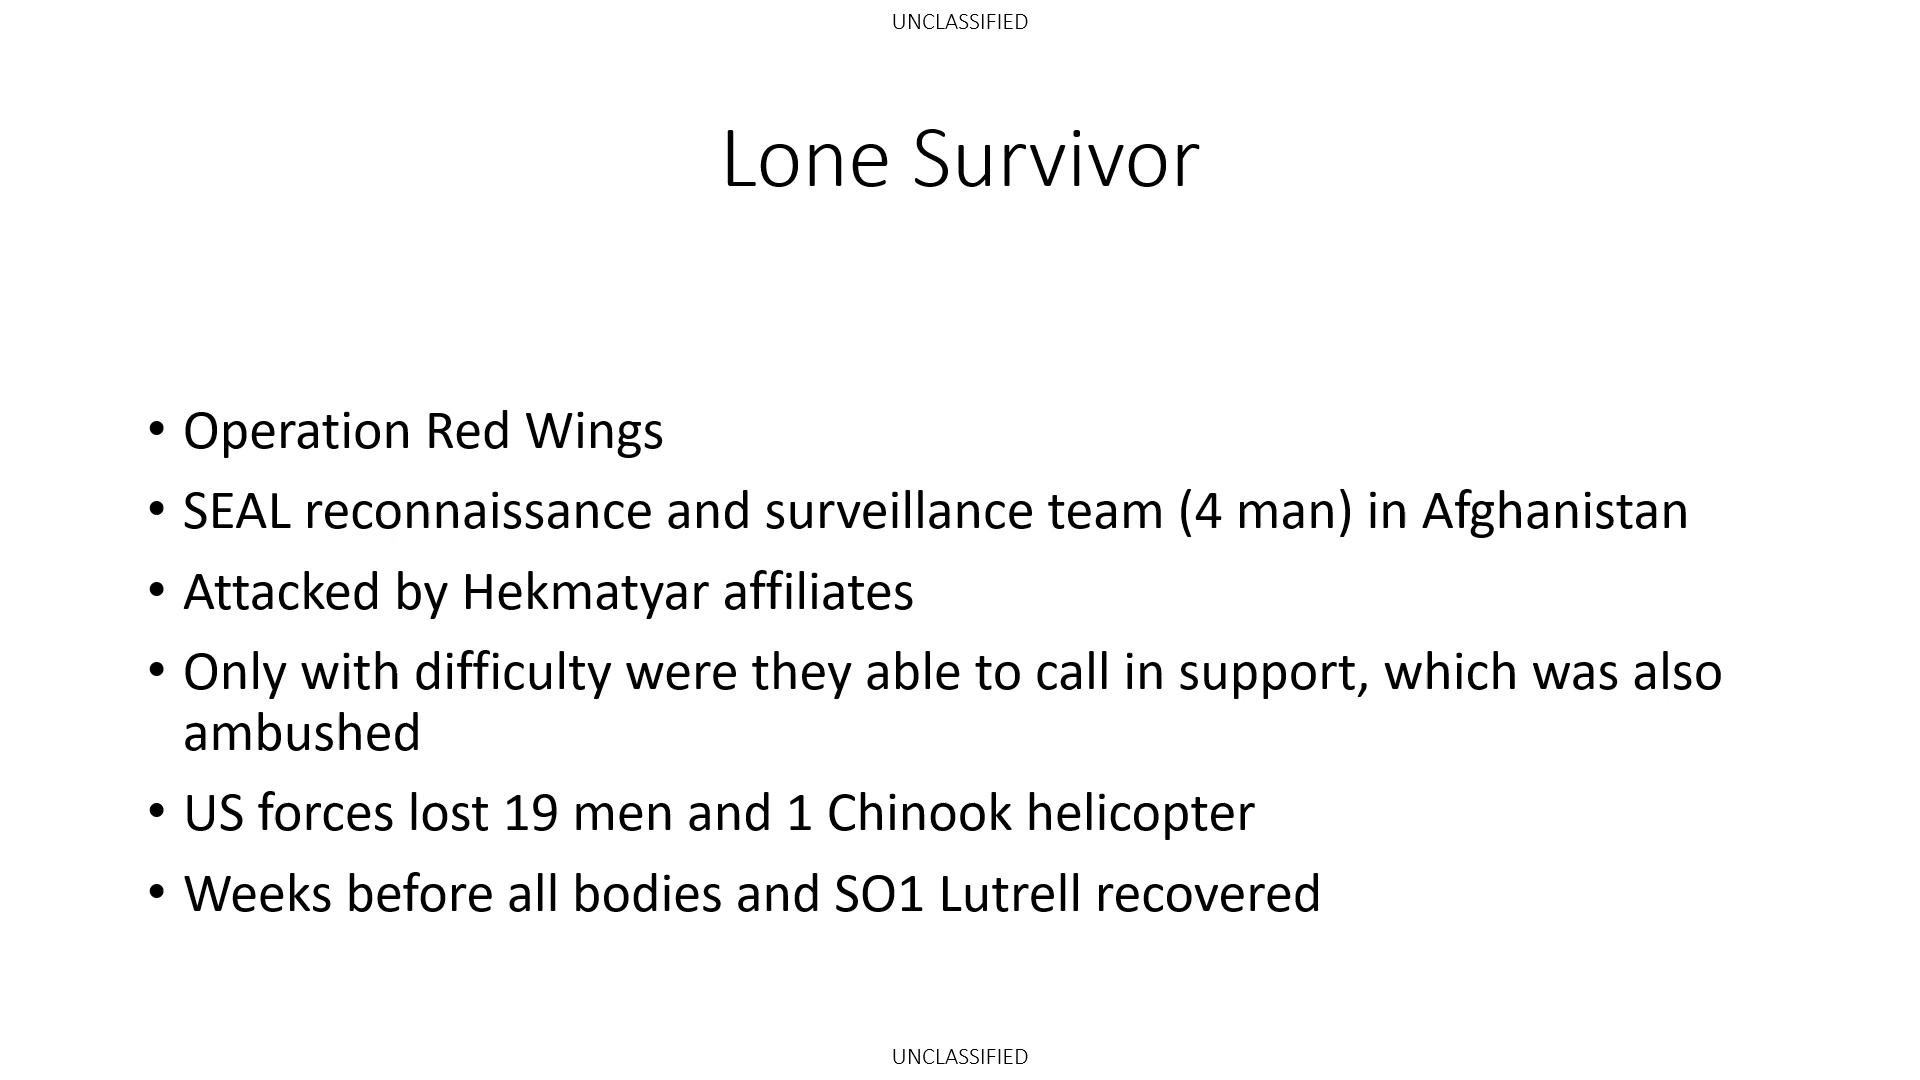 UNCLASSIFIED
Lone Survivor
• Operation Red Wings
• SEAL reconnaissance and surveillance team (4 man) in Afghanistan
• Attacked by Hekmatyar affiliates
• Only with difficulty were they able to call in support, which was also
ambushed
• US forces lost 19 men and 1 Chinook helicopter
• Weeks before all bodies and SO1 Lutrell recovered
UNCLASSIFIED